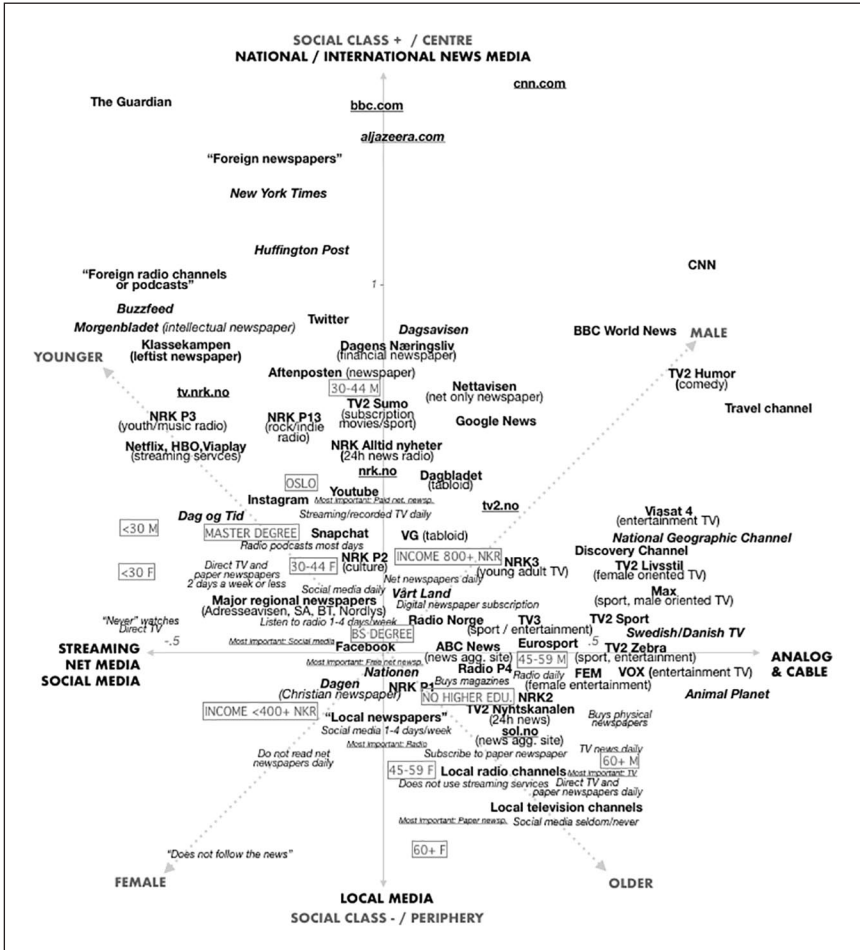 SOCIAL CLASS + / CENTRE
NATIONAL / INTERNATIONAL NEWS MEDIA
cnn.com
The Guardian
bbc.com
aljazeera.com
“Foreign newspapers”
New York Times
Huffington Post
CNN
“Foreign radio channels
or podcasts”
1 -
Buzzfeed
Twitter
Morgenbladet (intellectual newspaper)
Dagsavisen
BBC World News
MALE
Klassekampen
(leftist newspaper)
Dagens Næringsliv
(financial newspaper)
YOUNGER
Aftenposten (newspaper)
TV2 Humor
(comedy)
30-44 M
tv.nrk.no
Nettavisen
(net only newspaper)
TV2 Sumo
(subscription
movies/sport)
Travel channel
NRK P3
(youth/music radio)
NRK P13
(rock/indie
radio)
Google News
Netflix, HBO,Viaplay
(streaming servces)
NRK Alltid nyheter
(24h news radio)
nrk.no
Dagbladet
(tabloid)
OSLO
Youtube
Instagram
Most important: Paid net. newsp.
tv2.no
Streaming/recorded TV daily
Viasat 4
(entertainment TV)
Dag og Tid
<30 M
MASTER DEGREE
Snapchat
VG (tabloid)
National Geographic Channel
Radio podcasts most days
Discovery Channel
NRK P2
(culture)
INCOME 800+ NKR
NRK3
(young adult TV)
TV2 Livsstil
(female oriented TV)
<30 F
Direct TV and
paper newspapers
2 days a week or less
30-44 F
Net newspapers daily
Social media daily
Vårt Land
Max
(sport, male oriented TV)
Major regional newspapers
(Adresseavisen, SA, BT, Nordlys)
Digital newspaper subscription
“Never” watches
Direct TV
Listen to radio 1-4 days/week
Radio Norge
TV3
(sport / entertainment)
TV2 Sport
BS DEGREE
Swedish/Danish TV
-.5
Most important: Social media
Facebook
ABC News
(news agg. site)
Eurosport
.5
TV2 Zebra
(sport, entertainment)
STREAMING
NET MEDIA
SOCIAL MEDIA
ANALOG
& CABLE
45-59 M
Most important: Free net newsp.
Nationen
Radio P4
Radio daily
FEM
(female entertainment)
VOX (entertainment TV)
Buys magazines
Dagen
(Christian newspaper)
NRK P1
NO HIGHER EDU.
NRK2
Animal Planet
INCOME <400+ NKR
“Local newspapers”
TV2 Nyhtskanalen
(24h news)
Buys physical
newspapers
Social media 1-4 days/week
sol.no
(news agg. site)
Most important: Radio
Do not read net
newspapers daily
Subscribe to paper newspaper
TV news daily
60+ M
45-59 F
Local radio channels
Most important: TV
Does not use streaming services
Direct TV and
paper newspapers daily
Local television channels
Most important: Paper newsp.
Social media seldom/never
60+ F
“Does not follow the news”
FEMALE
OLDER
LOCAL MEDIA
SOCIAL CLASS - / PERIPHERY